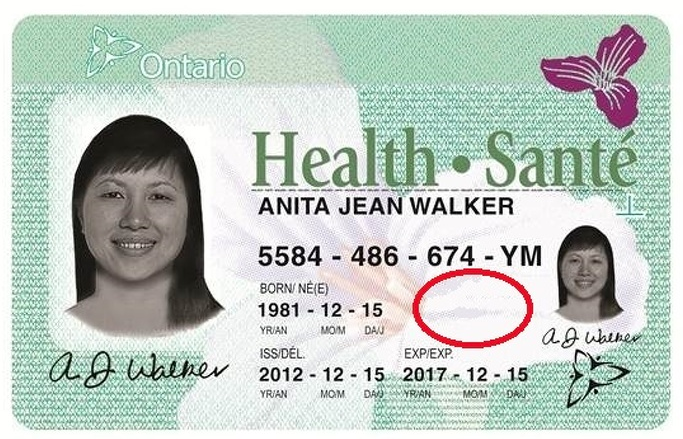 Ontario
Health • Santé
ANITA JEAN WALKER
5584 - 486 - 674 - YM
BORN/ NÉ(E)
1981 - 12 - 15
YR/AN MO/M DA/J
ISS/DÉL. EXP/EXP.
2012 - 12 - 15 2017 - 12 - 15
YR/AN MO/M DA/J YR/AN MO/M DA/J
A. J Walker
A. J Walker